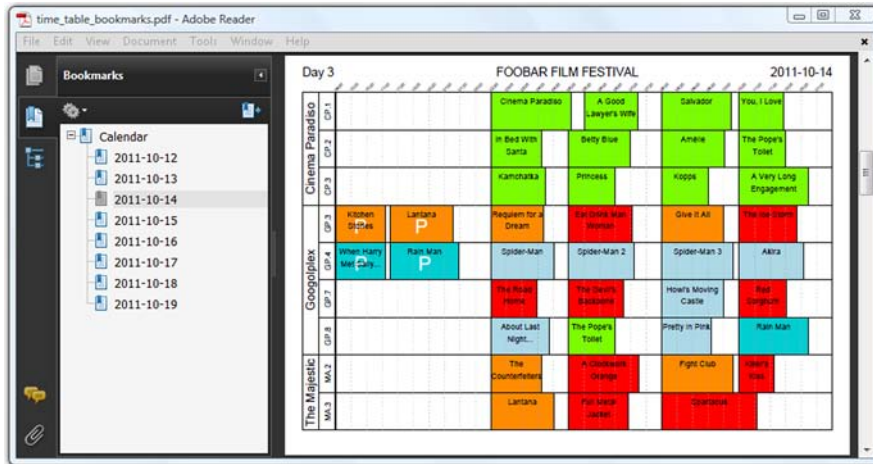 time_table_bookmarks.pdf - Adobe Reader
File Edit View Document Tools Window Help
Bookmarks
Calendar
2011-10-12
2011-10-13
2011-10-14
2011-10-15
2011-10-16
2011-10-17
2011-10-18
2011-10-19
Day 3 FOOBAR FILM FESTIVAL 2011-10-14
Cinema Paradiso
GP.1
Cinema Paradiso
A Good
Lawyer's Wife
Salvador
You, I Love
CP.2
In Bed With
Santa
Betty Blue
Amélie
The Pope's
Toilet
CP.3
Kamchatka
Princess
Kopps
A Very Long
Engagement
Googolplex
GP.3
Kitchen
Stories
P
Lantana
P
Requiem for a
Dream
Eat Drink Man
Woman
Give It All
The Ice-Storm
GP.4
When Harry
Met Sally...
P
Rain Man
P
Spider-Man
Spider-Man 2
Spider-Man 3
Akira
GP.7
The Road
Home
The Devil's
Backbone
Howl's Moving
Castle
Red
Sorghum
GP.8
About Last
Night...
The Pope's
Toilet
Pretty in Pink
Rain Man
The Majestic
MA.2
The
Counterfeiters
A Clockwork
Orange
Fight Club
Kiss
MA.3
Lantana
Full Metal
Jacket
Spartacus